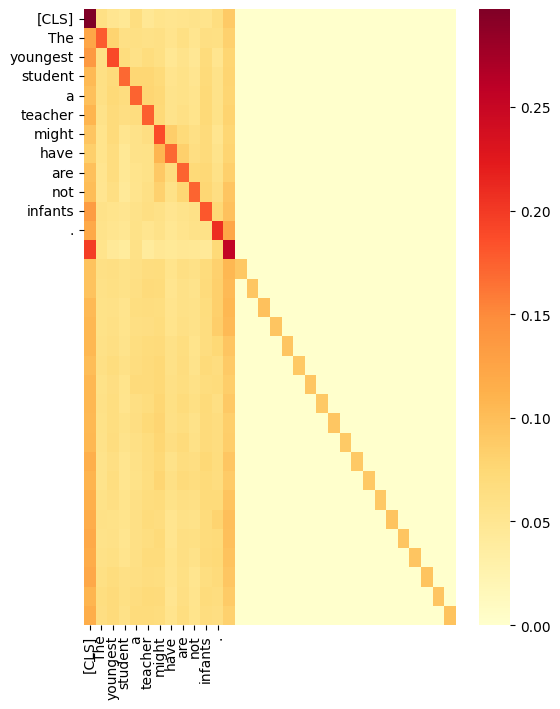 [CLS]
The
youngest
student
a
teacher
might
have
are
not
infants
.
0.25
0.20
0.15
0.10
0.05
0.00
[CLS]
The
youngest
student
a
teacher
might
have
are
not
infants
.